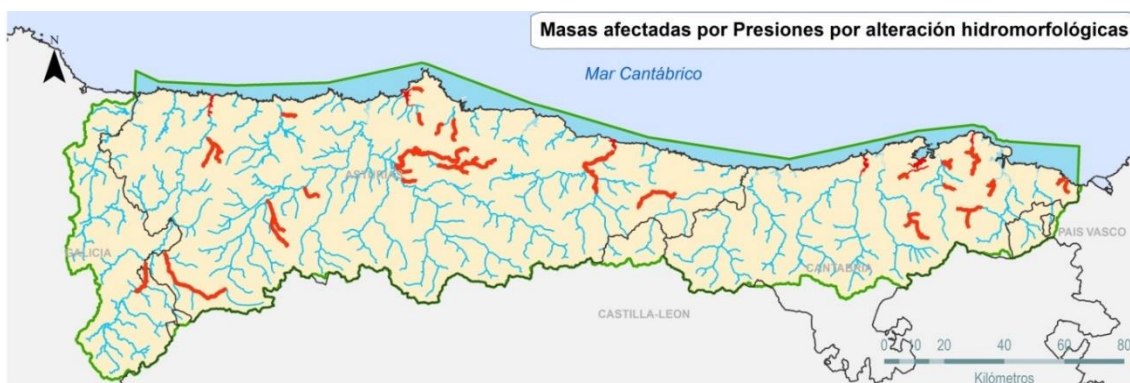 Masas afectadas por Presiones por alteración hidromorfológicas
N
Mar Cantábrico
ASTURIAS
GALICIA
PAIS VASCO
CANTABRIA
CASTILLA-LEON
0 5 10 20 40 60 80
Kilómetros